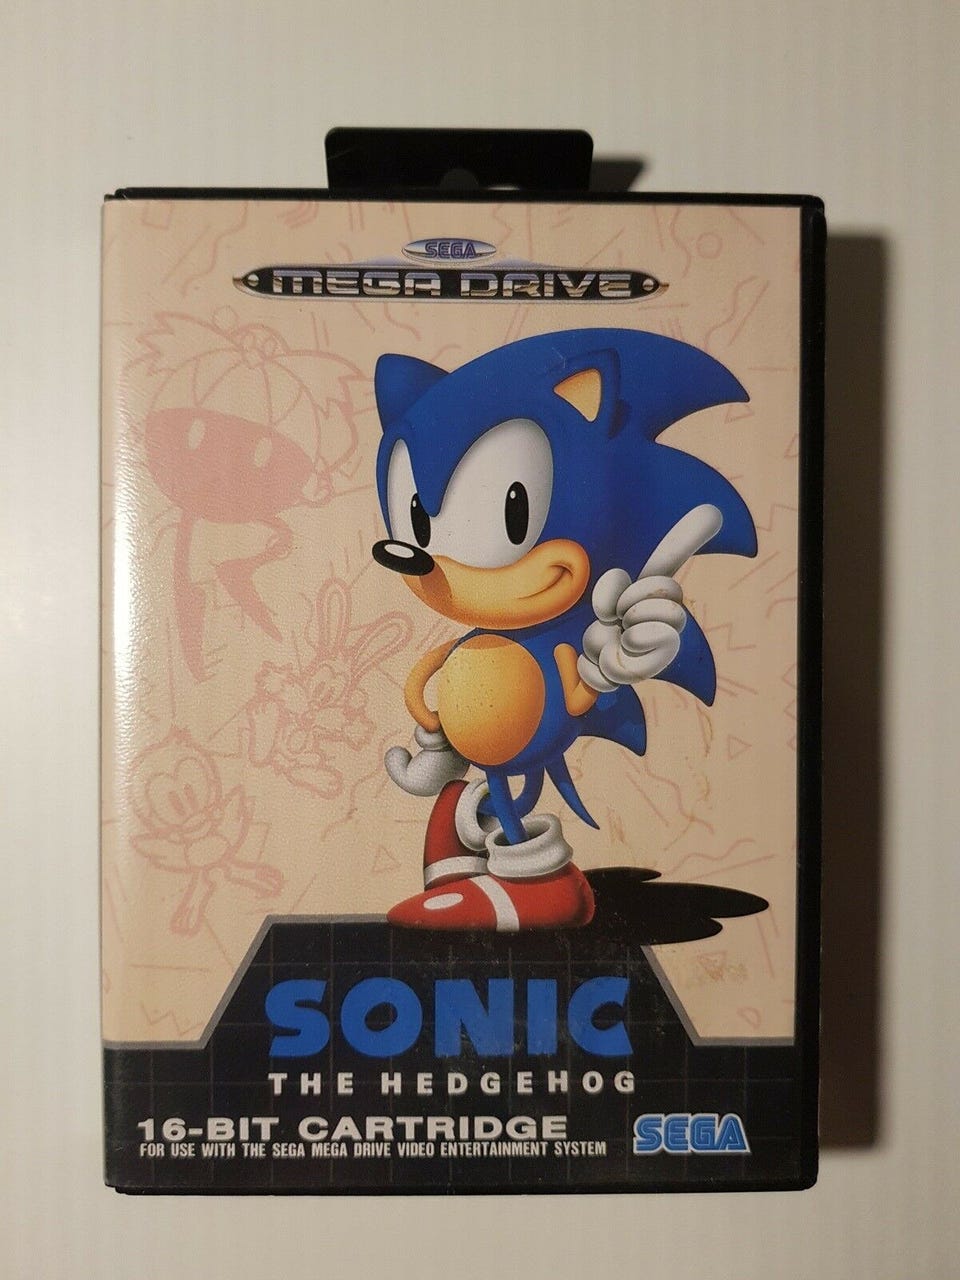 SEGA
MEGA DRIVE
SONIC
THE HEDGEHOG
16-BIT CARTRIDGE
FOR USE WITH THE SEGA MEGA DRIVE VIDEO ENTERTAINMENT SYSTEM
SEGA